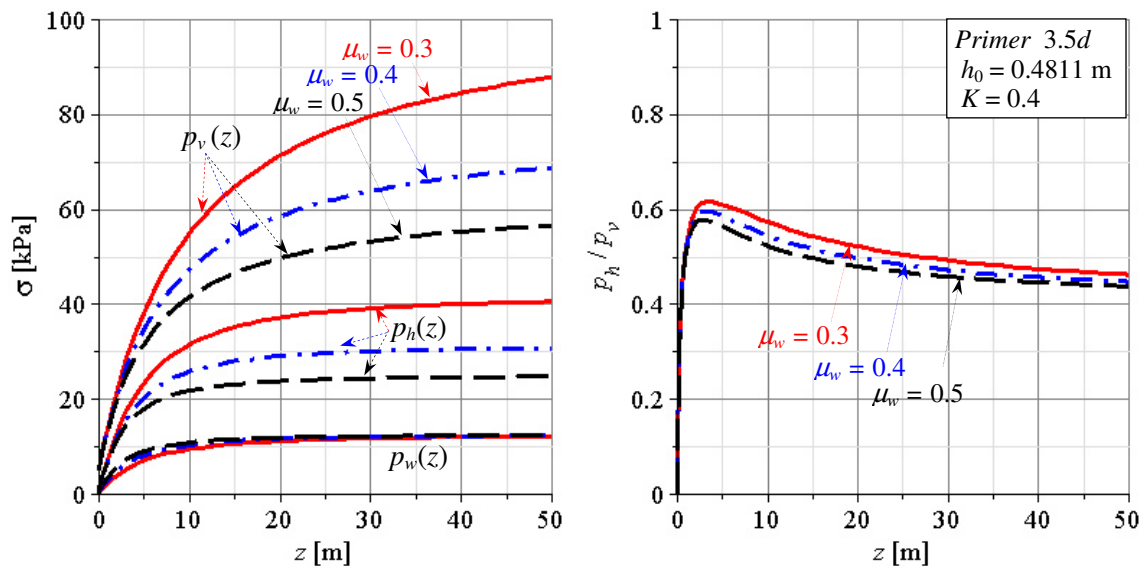 100
80
60
40
20
0
σ [kPa]
μw = 0.3
μw = 0.4
μw = 0.5
pv(z)
ph(z)
pw(z)
0 10 20 30 40 50
z [m]
1
0.8
0.6
0.4
0.2
0
ph / pv
Primer 3.5d
h0 = 0.4811 m
K = 0.4
μw = 0.3
μw = 0.4
μw = 0.5
0 10 20 30 40 50
z [m]